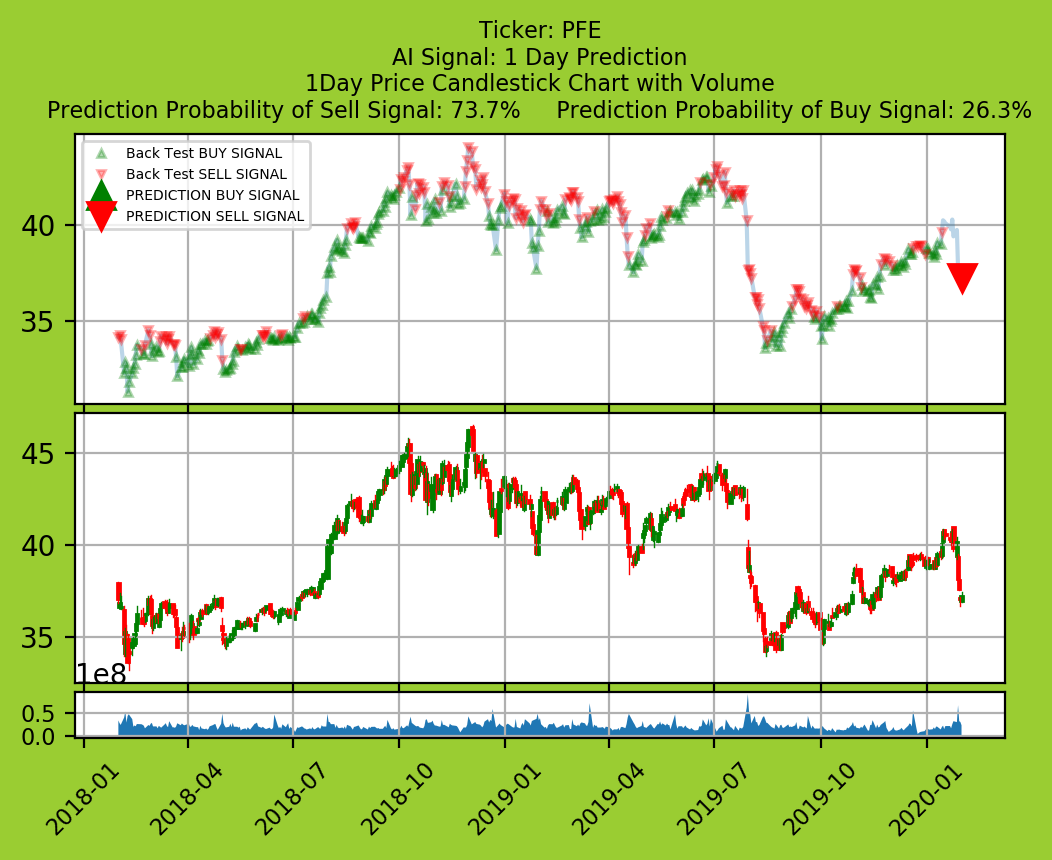 Ticker: PFE
AI Signal: 1 Day Prediction
1Day Price Candlestick Chart with Volume
Prediction Probability of Sell Signal: 73.7% Prediction Probability of Buy Signal: 26.3%
Back Test BUY SIGNAL
Back Test SELL SIGNAL
PREDICTION BUY SIGNAL
PREDICTION SELL SIGNAL
40
35
45
40
35
1e8
0.5
0.0
2018-01 2018-04 2018-07 2018-10 2019-01 2019-04 2019-07 2019-10 2020-01